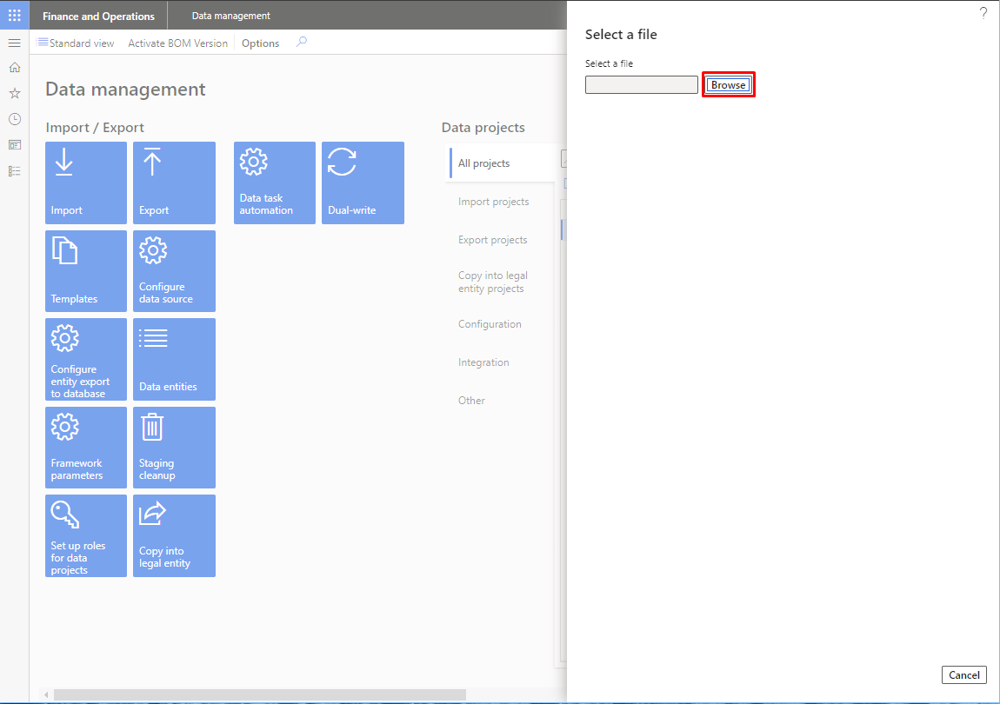 Finance and Operations
Data management
?
Standard view
Activate BOM Version
Options
Select a file
Select a file
Browse
Data management
Import / Export
Import
Export
Data task
automation
Dual-write
Templates
Configure
data source
Configure
entity export
to database
Data entities
Framework
parameters
Staging
cleanup
Set up roles
for data
projects
Copy into
legal entity
Data projects
All projects
Import projects
Export projects
Copy into legal
entity projects
Configuration
Integration
Other
Cancel